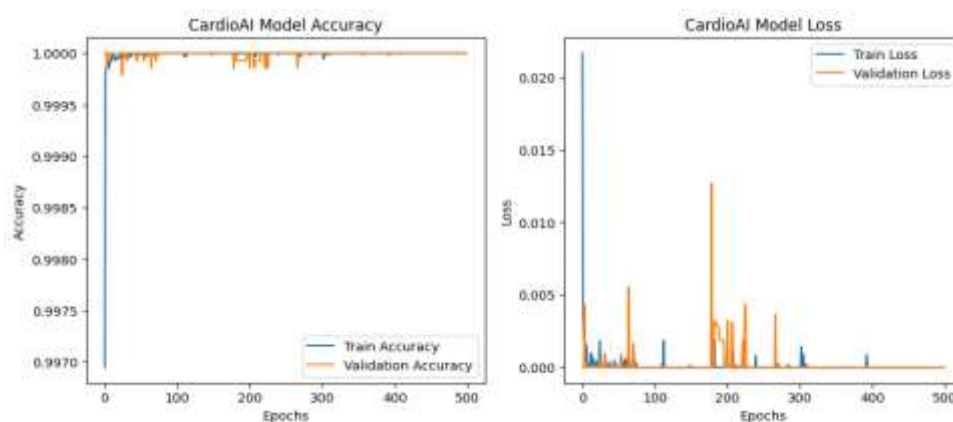 CardioAI Model Accuracy
1.0000
0.9995
0.9990
0.9985
0.9980
0.9975
0.9970
Accuracy
Train Accuracy
Validation Accuracy
0 100 200 300 400 500
Epochs
CardioAI Model Loss
0.020
0.015
0.010
0.005
0.000
Loss
Train Loss
Validation Loss
0 100 200 300 400 500
Epochs